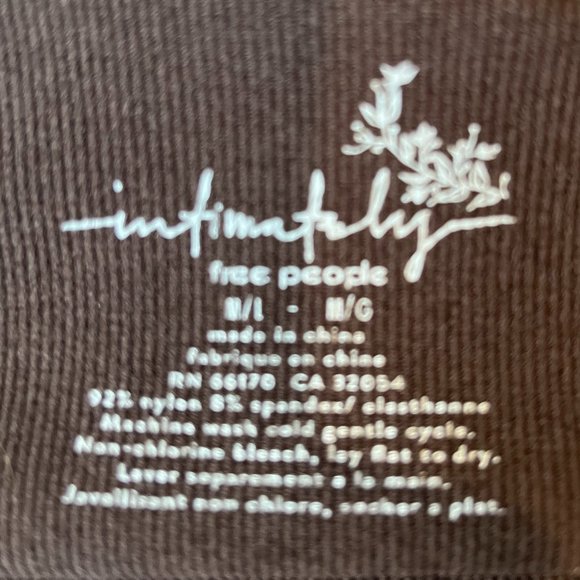 intimately
free people
M/L - M/G
made in china
fabrique en chine
RN 66170 CA 32054
92% nylon 8% spandex/ elasthanne
Machine wash cold gentle cycle.
Non-chlorine bleach, lay flat to dry.
Laver separement a la main.
Javellisant non chlore, secher a plat.